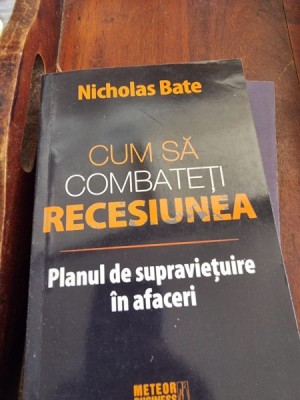 Nicholas Bate
CUM SĂ
COMBATEȚI
RECESIUNEA
Planul de supraviețuire
în afaceri
METEOR
BUSINESS